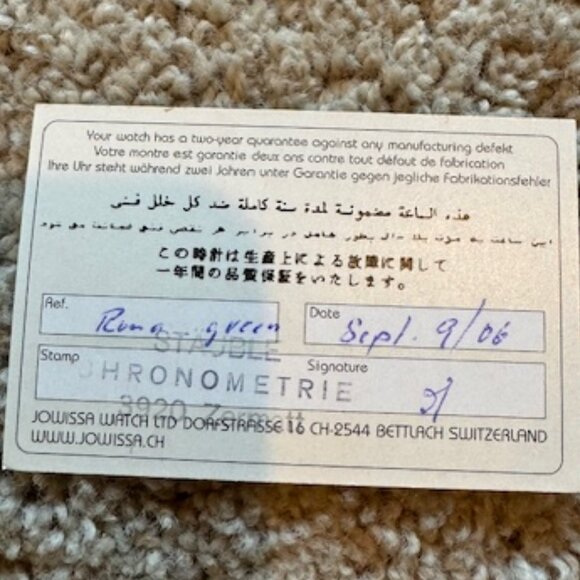 Your watch has a two-year quarantee against any manufacturing defekt
Votre montre est garantie deux ans contre tout défaut de fabrication
Ihre Uhr steht während zwei Jahren unter Garantie gegen jegliche Fabrikationsfehler
هذه الساعة مضمونة لمدة سنة كاملة ضد كل خلل فنى
この時計は生産上による故障に関して
一年間の品質保証をいたします。
Ref. Roma green
Date Sept. 9/06
STÄUBLE
Stamp
CHRONOMETRIE
Signature
3920 Zermatt
JOWISSA WATCH LTD DORFSTRASSE 16 CH-2544 BETTLACH SWITZERLAND
WWW.JOWISSA.CH